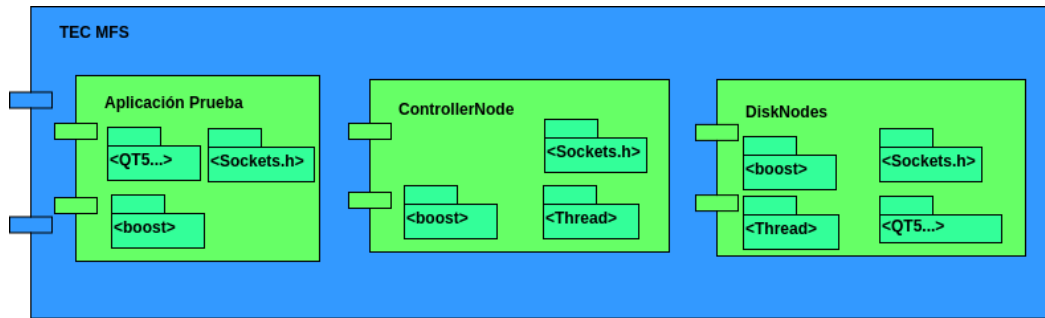 TEC MFS
Aplicación Prueba
<QT5...>
<Sockets.h>
<boost>
ControllerNode
<Sockets.h>
<boost>
<Thread>
DiskNodes
<boost>
<Sockets.h>
<Thread>
<QT5...>